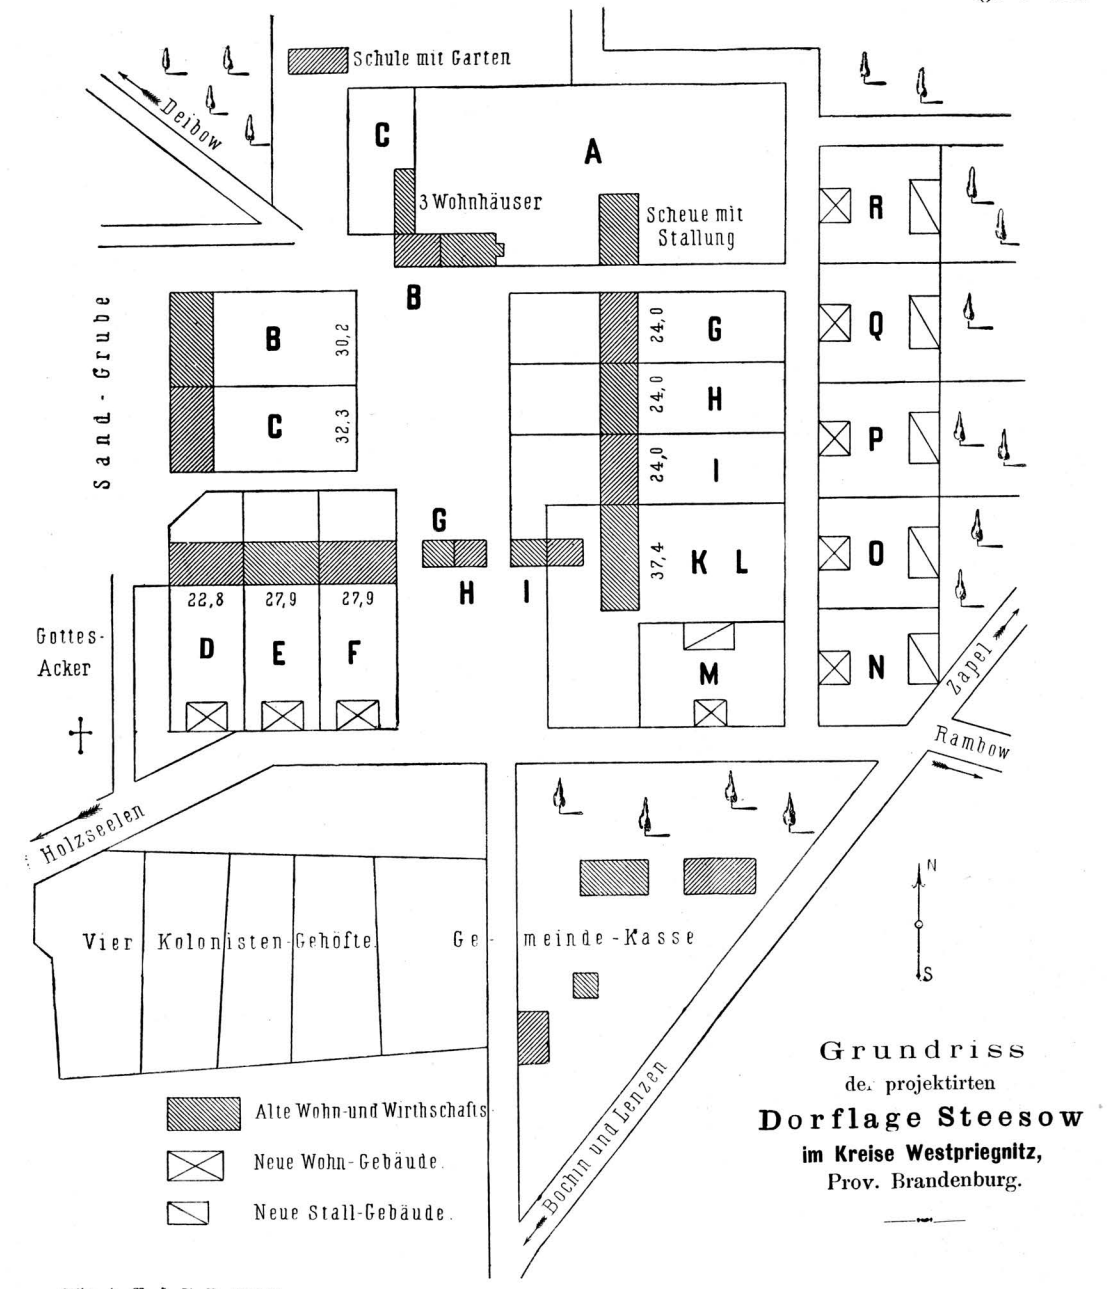 Schule mit Garten
Deibow
C
A
3 Wohnhäuser
Scheue mit
Stallung
R
B
Sand-Grube
B
30,2
C
32,3
24,0
G
24,0
H
24,0
I
37,4
K L
Q
P
O
N
G
H
I
22,8
27,9
27,9
D
E
F
M
Gottes-
Acker
Zapel
Rambow
Holzseelen
Vier Kolonisten-Gehöfte.
Ge-meinde-Kasse
N
S
Bochin und Lenzen
Grundriss
de. projektirten
Dorflage Steesow
im Kreise Westpriegnitz,
Prov. Brandenburg.
Alte Wohn- und Wirthschafts-
Neue Wohn-Gebäude.
Neue Stall-Gebäude.